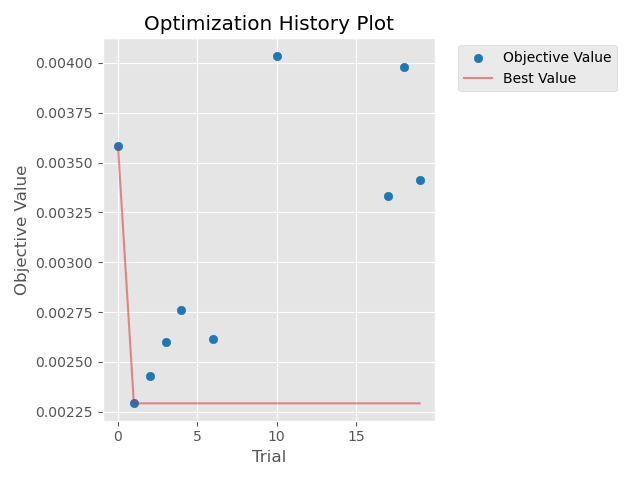 Optimization History Plot
Objective Value
Best Value
0.00400
0.00375
0.00350
0.00325
0.00300
0.00275
0.00250
0.00225
Objective Value
0
5
10
15
Trial